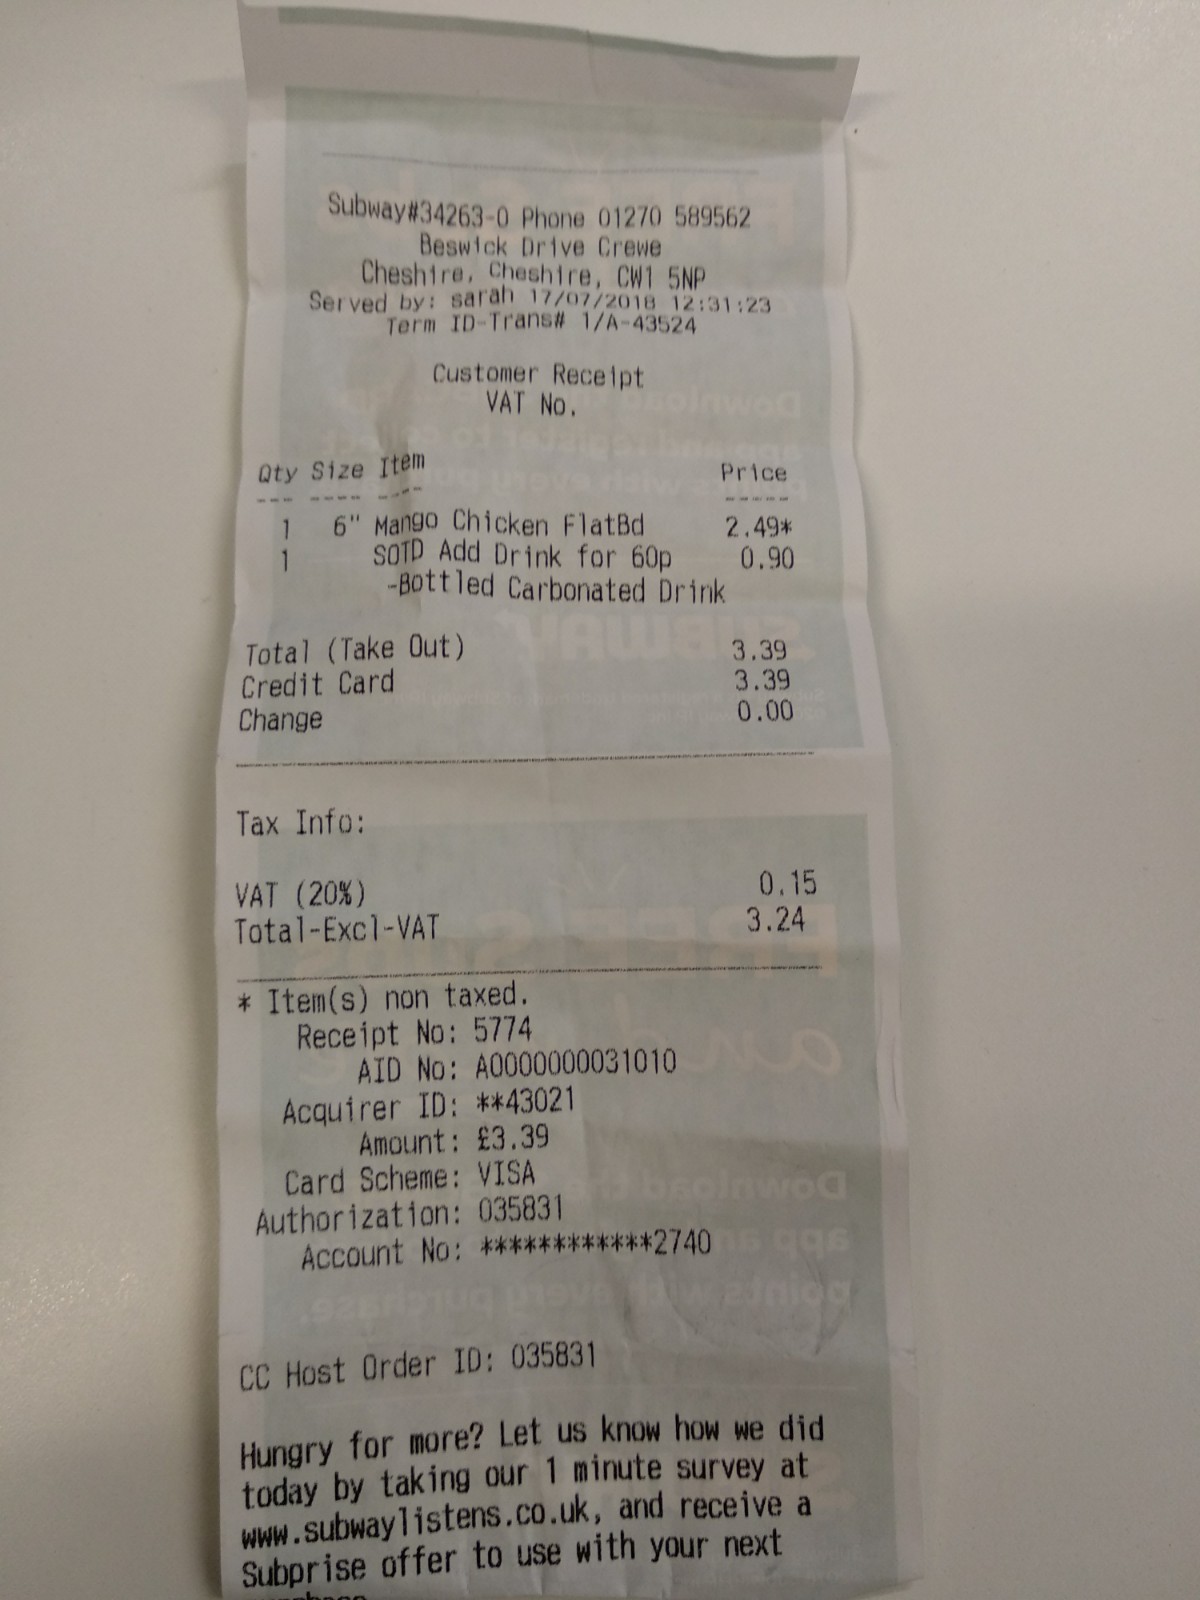 Subway#34263-0 Phone 01270 589562
Beswick Drive Crewe
Cheshire, Cheshire, CW1 5NP
Served by: sarah 17/07/2018 12:31:23
Term ID-Trans# 1/A-43524
Customer Receipt
VAT No.
Qty Size Item Price
--- ---- ---- -----
1 6" Mango Chicken FlatBd 2.49*
1 SOTD Add Drink for 60p 0.90
-Bottled Carbonated Drink
Total (Take Out) 3.39
Credit Card 3.39
Change 0.00
Tax Info:
VAT (20%) 0.15
Total-Excl-VAT 3.24
* Item(s) non taxed.
Receipt No: 5774
AID No: A0000000031010
Acquirer ID: **43021
Amount: £3.39
Card Scheme: VISA
Authorization: 035831
Account No: ************2740
CC Host Order ID: 035831
Hungry for more? Let us know how we did
today by taking our 1 minute survey at
www.subwaylistens.co.uk, and receive a
Subprise offer to use with your next